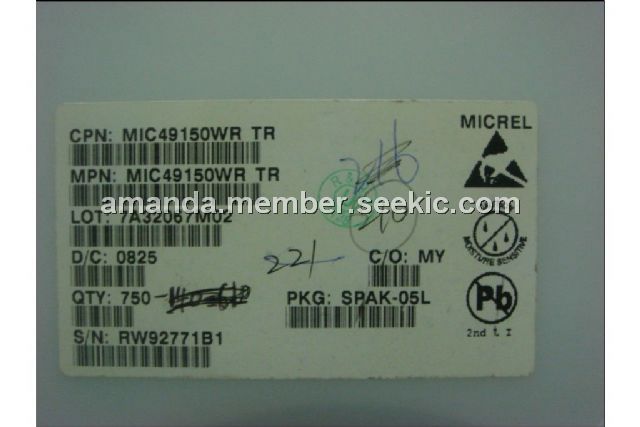 CPN: MIC49150WR TR
MICREL
MPN: MIC49150WR TR
amanda.member.seekic.com
LOT: 7A32067M02
MOISTURE SENSITIVE
D/C: 0825
221
C/O: MY
QTY: 750
PKG: SPAK-05L
Pb
2nd t I
S/N: RW92771B1